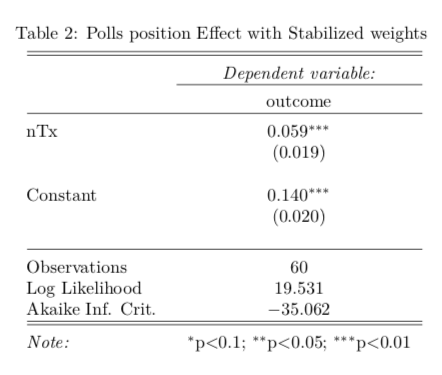 Table 2: Polls position Effect with Stabilized weights
Dependent variable:
outcome
nTx 0.059***
(0.019)
Constant 0.140***
(0.020)
Observations 60
Log Likelihood 19.531
Akaike Inf. Crit. −35.062
Note: *p<0.1; **p<0.05; ***p<0.01